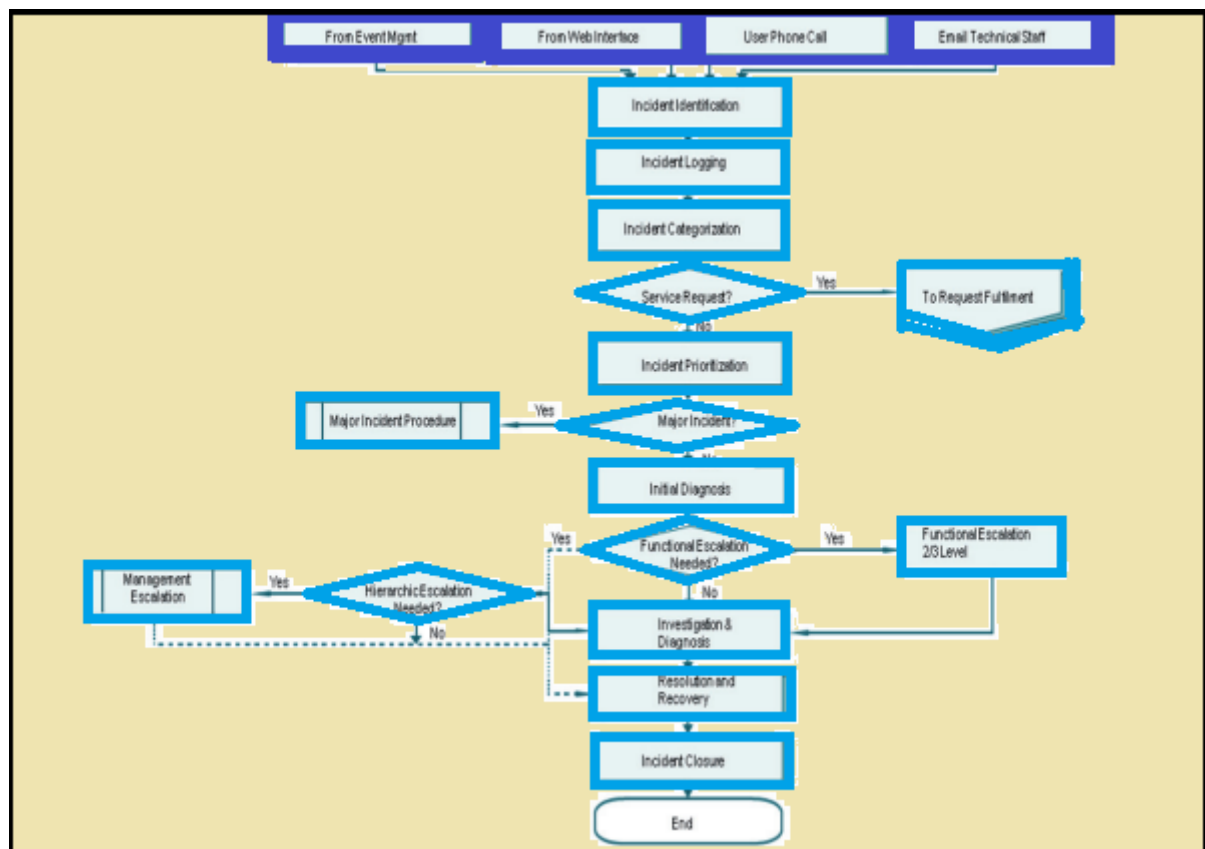 From Event Mgmt
From Web Interface
User Phone Call
Email Technical Staff
Incident Identification
Incident Logging
Incident Categorization
Service Request?
Yes
To Request Fulfilment
No
Incident Prioritization
Major Incident Procedure
Yes
Major Incident?
No
Initial Diagnosis
Yes
Functional Escalation
Needed?
Yes
Functional Escalation
2/3 Level
Management
Escalation
Yes
Hierarchic Escalation
Needed?
No
No
Investigation &
Diagnosis
Resolution and
Recovery
Incident Closure
End